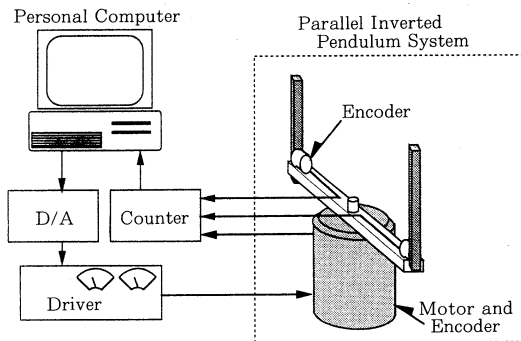 Personal Computer
Parallel Inverted
Pendulum System
Encoder
D/A
Counter
Driver
Motor and
Encoder